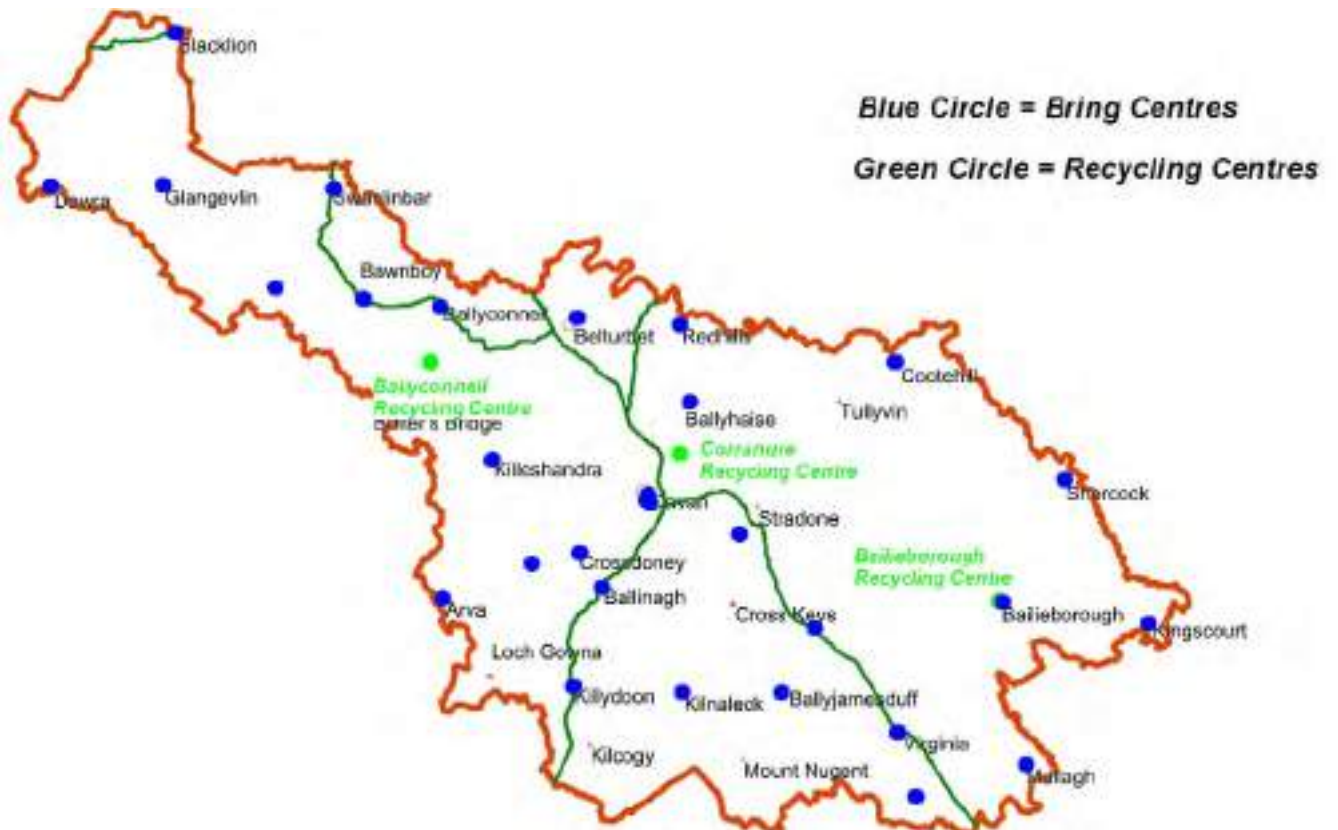 Blacklion
Blue Circle = Bring Centres
Green Circle = Recycling Centres
Dowra
Glangevlin
Swanlinbar
Bawnboy
Ballyconnell
Belturbet
Redhills
Cootehill
Ballyconnell
Recycling Centre
Butler's Bridge
Ballyhaise
Tullyvin
Corranure
Recycling Centre
Killeshandra
Shercock
Cavan
Stradone
Crossdoney
Bailieborough
Recycling Centre
Ballinagh
Arva
Cross Keys
Bailieborough
Kingscourt
Loch Gowna
Killydoon
Kilnaleck
Ballyjamesduff
Virginia
Kilcogy
Mount Nugent
Mullagh